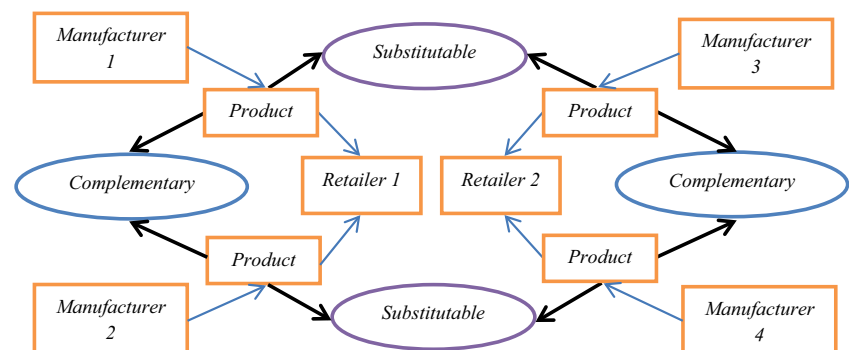 Manufacturer
1
Substitutable
Manufacturer
3
Product
Product
Complementary
Retailer 1
Retailer 2
Complementary
Product
Product
Manufacturer
2
Substitutable
Manufacturer
4